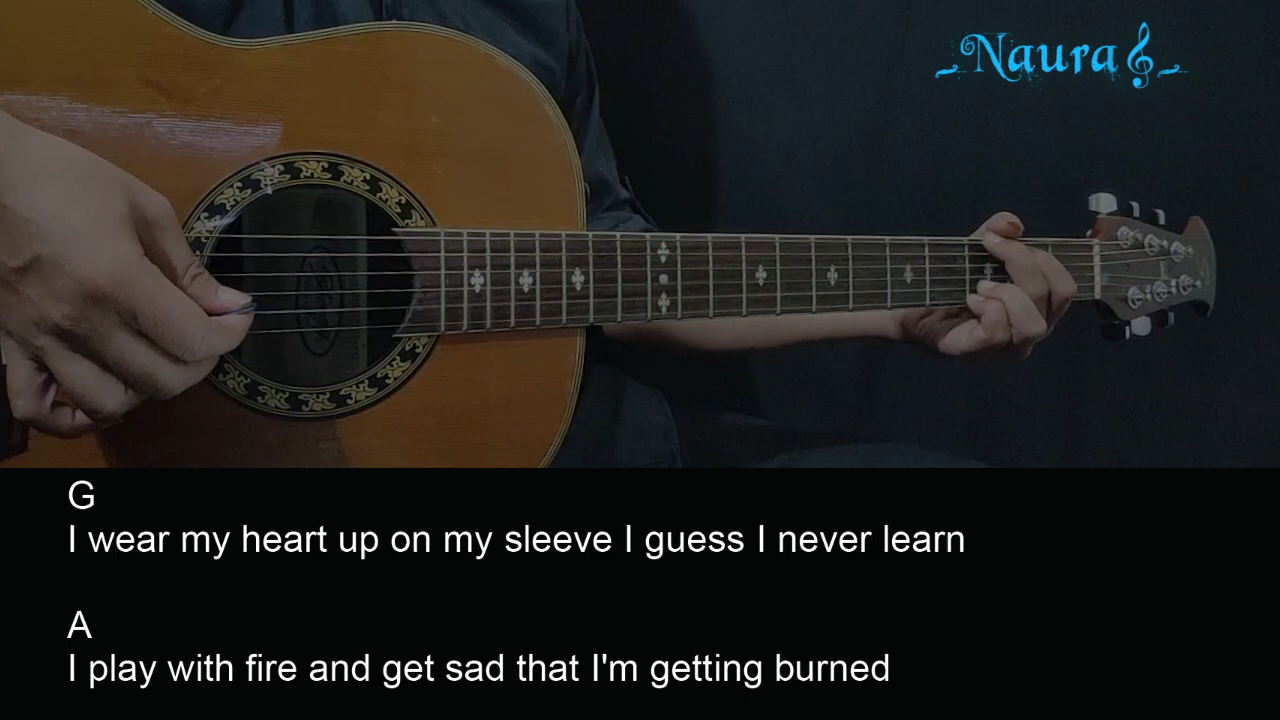 Naura
G
I wear my heart up on my sleeve I guess I never learn
A
I play with fire and get sad that I'm getting burned